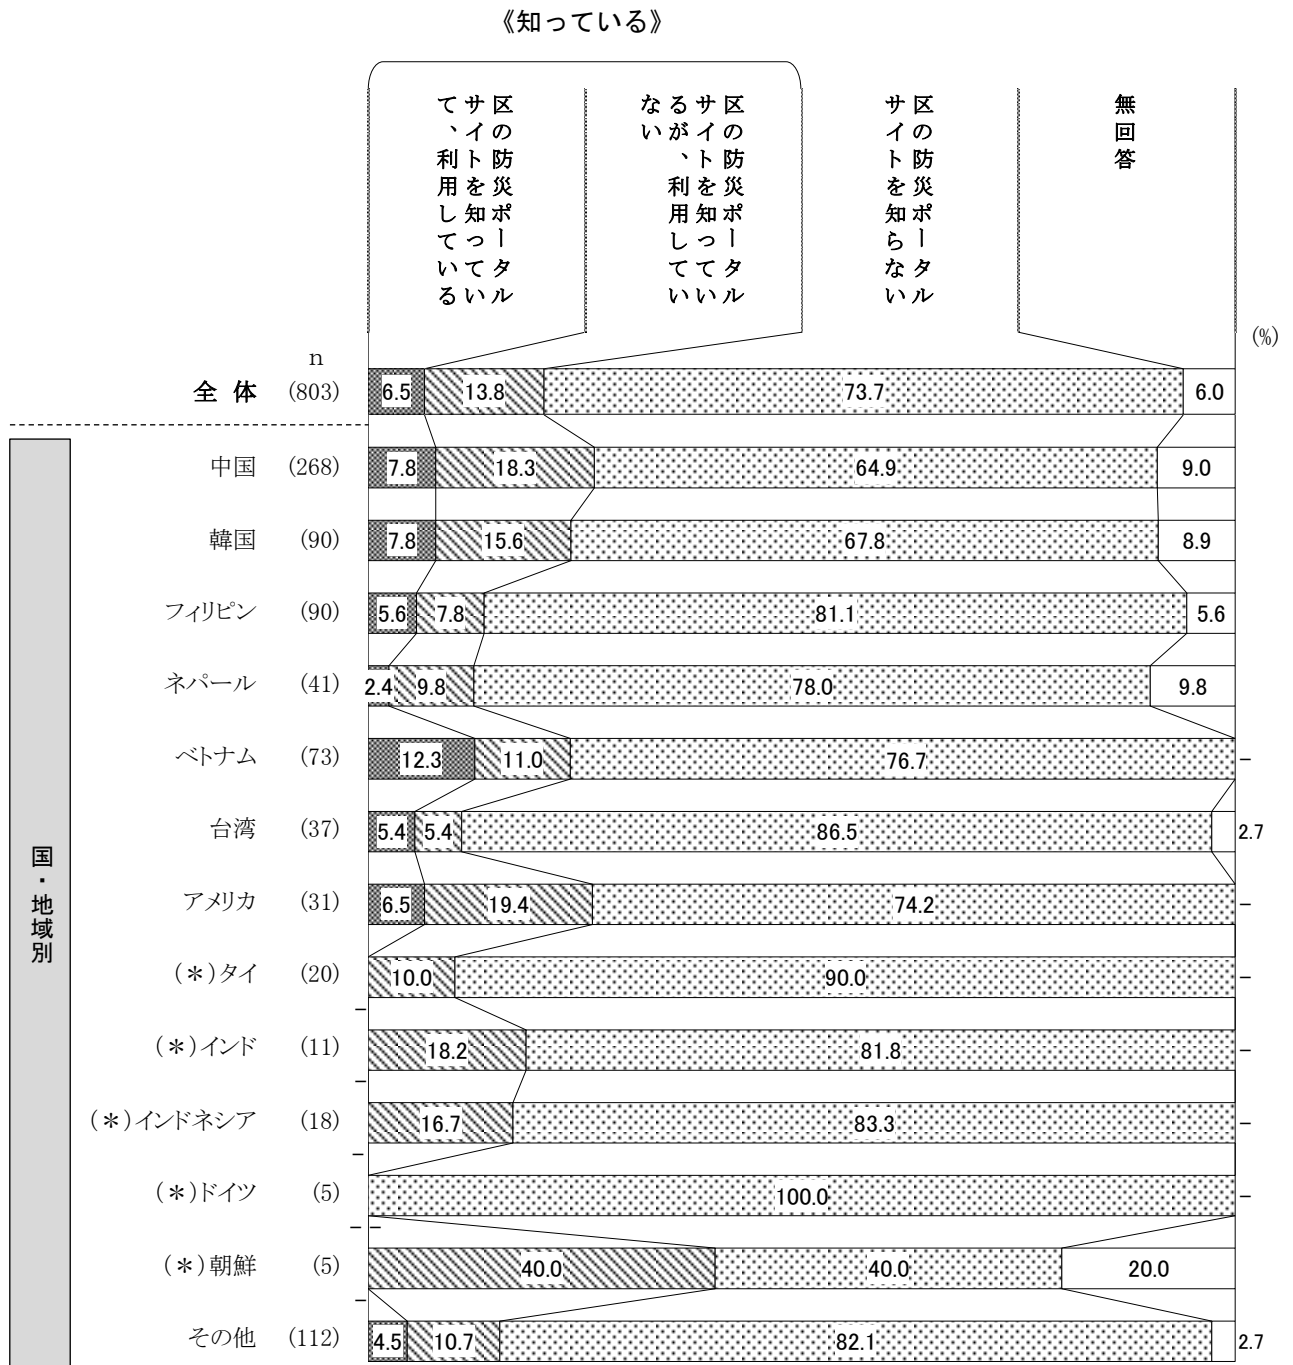 《知っている》
区の防災ポータル
サイトを知ってい
て、利用している
区の防災ポータル
サイトを知ってい
るが、利用してい
ない
区の防災ポータル
サイトを知らない
無回答
(%)
n
全体 (803) 6.5 13.8 73.7 6.0
国・地域別
中国 (268) 7.8 18.3 64.9 9.0
韓国 (90) 7.8 15.6 67.8 8.9
フィリピン (90) 5.6 7.8 81.1 5.6
ネパール (41) 2.4 9.8 78.0 9.8
ベトナム (73) 12.3 11.0 76.7 −
台湾 (37) 5.4 5.4 86.5 2.7
アメリカ (31) 6.5 19.4 74.2 −
(＊)タイ (20) 10.0 90.0 −
−
(＊)インド (11) 18.2 81.8 −
−
(＊)インドネシア (18) 16.7 83.3 −
−
(＊)ドイツ (5) 100.0 −
− −
(＊)朝鮮 (5) 40.0 40.0 20.0
−
その他 (112) 4.5 10.7 82.1 2.7